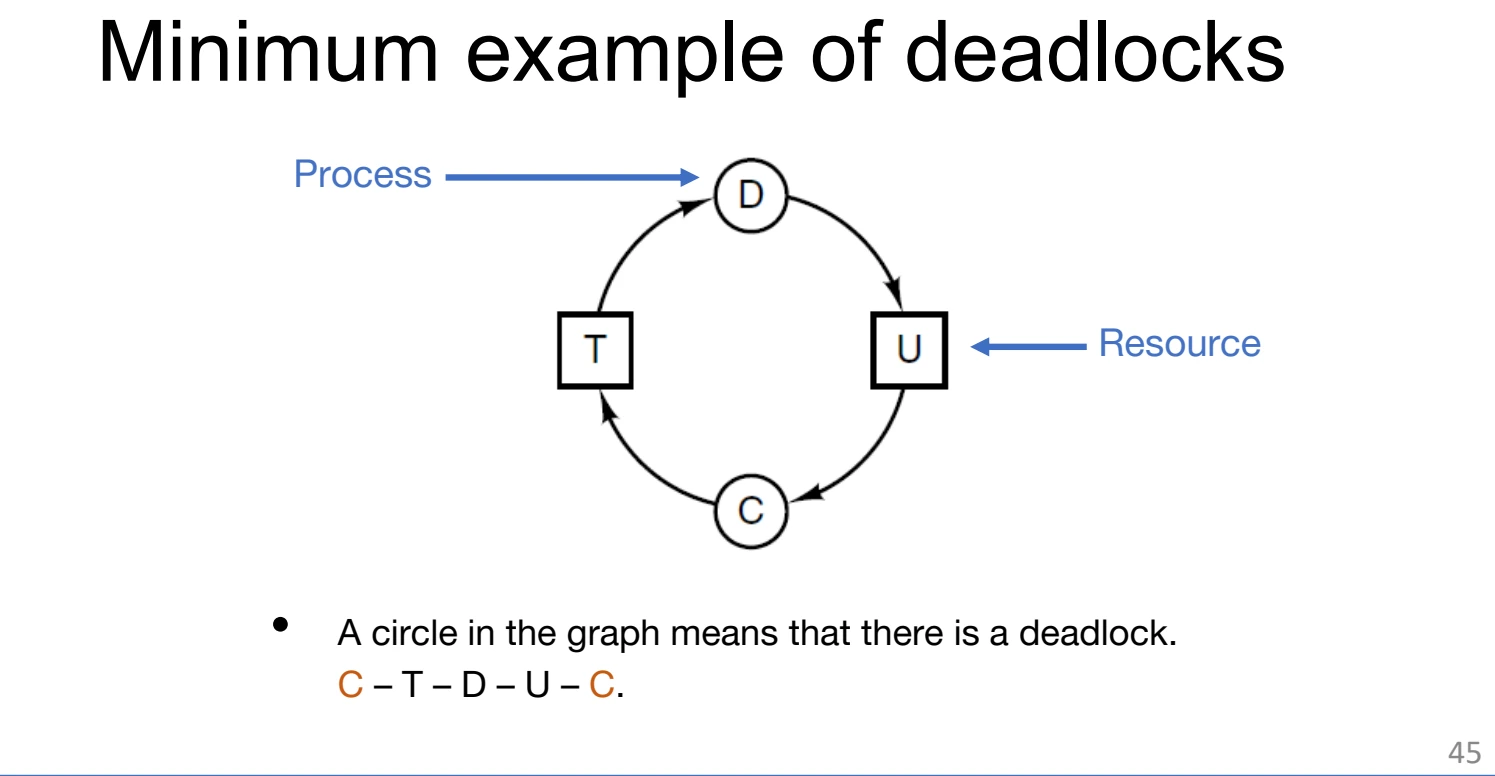 Minimum example of deadlocks
Process
D
T
U
Resource
C
• A circle in the graph means that there is a deadlock.
C – T – D – U – C.
45